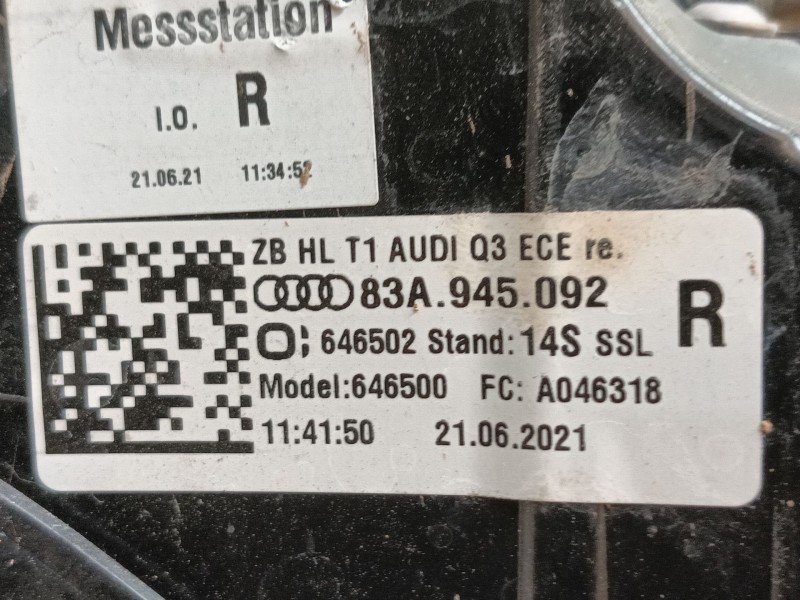 Messstation
I.O. R
21.06.21 11:34:52
ZB HL T1 AUDI Q3 ECE re.
83A.945.092
R
646502 Stand: 14S SSL
Model:646500 FC: A046318
11:41:50 21.06.2021